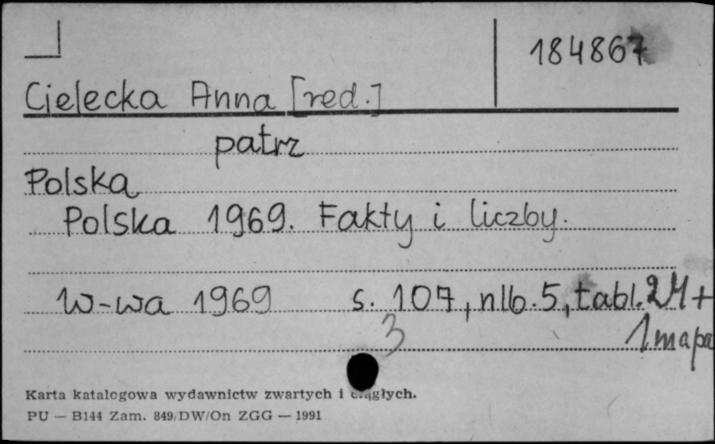 184867
Cielecka Anna [red.]
patrz
Polska
Polska 1969. Fakty i liczby.
W-wa 1969 s. 107, nlb. 5, tabl. 24 +
3 1 mapa
Karta katalogowa wydawnictw zwartych i ciągłych.
PU — B144 Zam. 849/DW/On ZGG — 1991